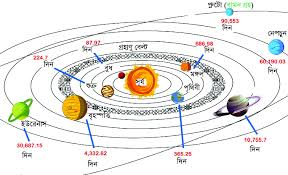 প্লুটো (বামন গ্রহ)
90,553
দিন
নেপচুন
60,190.03
দিন
87.97
দিন
গ্রহাণু বেল্ট
686.98
দিন
মঙ্গল
224.7
দিন
বুধ
সূর্য
শুক্র
পৃথিবী
ইউরেনাস
বৃহস্পতি
30,687.15
দিন
4,332.82
দিন
365.26
দিন
10,755.7
দিন